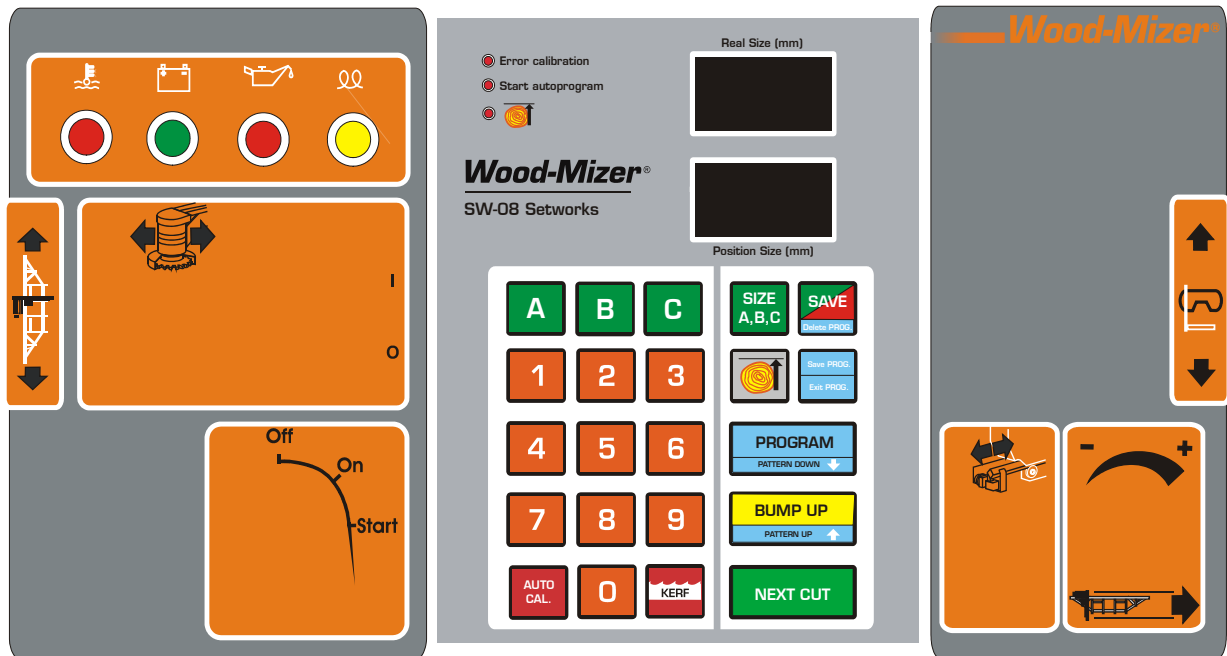 I
O
Off
On
Start
Real Size (mm)
Error calibration
Start autoprogram
Wood-Mizer®
SW-08 Setworks
Position Size (mm)
A B C
SIZE A,B,C
SAVE
Delete PROG.
1 2 3
Save PROG.
Exit PROG.
4 5 6
PROGRAM
PATTERN DOWN
7 8 9
BUMP UP
PATTERN UP
AUTO CAL.
0
KERF
NEXT CUT
Wood-Mizer®
- +